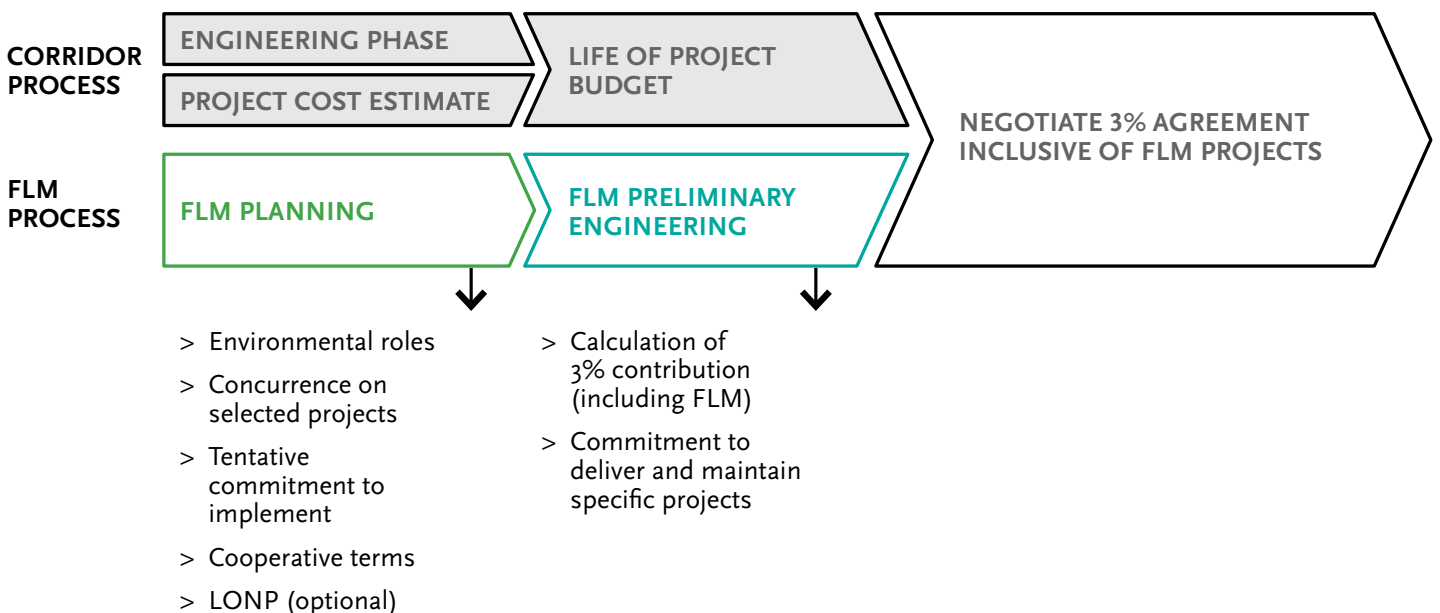 CORRIDOR
PROCESS
ENGINEERING PHASE
PROJECT COST ESTIMATE
LIFE OF PROJECT
BUDGET
NEGOTIATE 3% AGREEMENT
INCLUSIVE OF FLM PROJECTS
FLM
PROCESS
FLM PLANNING
FLM PRELIMINARY
ENGINEERING
> Environmental roles
> Concurrence on
selected projects
> Tentative
commitment to
implement
> Cooperative terms
> LONP (optional)
> Calculation of
3% contribution
(including FLM)
> Commitment to
deliver and maintain
specific projects